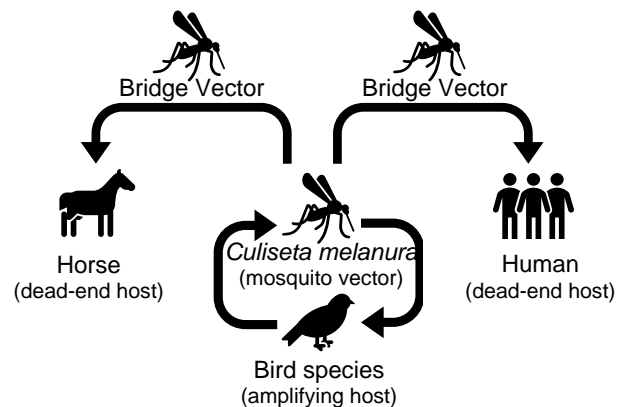 Bridge Vector
Bridge Vector
Horse
(dead-end host)
Culiseta melanura
(mosquito vector)
Human
(dead-end host)
Bird species
(amplifying host)